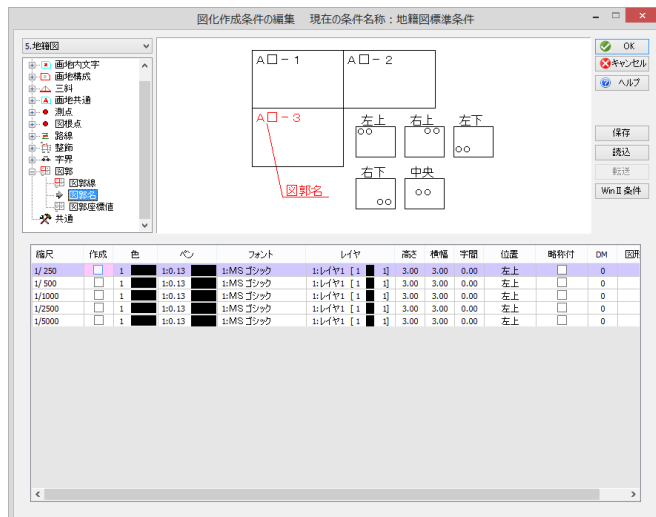 図化作成条件の編集　現在の条件名称：地籍図標準条件
5.地籍図
画地内文字
画地構成
三斜
画地共通
測点
図根点
路線
整飾
字界
図郭
図郭線
図郭名
図郭座標値
共通
A□－1
A□－2
A□－3
図郭名
左上 右上 左下
右下 中央
OK
キャンセル
ヘルプ
保存
読込
転送
WinⅡ条件
縮尺 作成 色 ペン フォント レイヤ 高さ 横幅 字間 位置 略称付 DM 図形
1/ 250 1 1:0.13 1:MS ゴシック 1:レイヤ1 [ 1 1] 3.00 3.00 0.00 左上 0
1/ 500 1 1:0.13 1:MS ゴシック 1:レイヤ1 [ 1 1] 3.00 3.00 0.00 左上 0
1/1000 1 1:0.13 1:MS ゴシック 1:レイヤ1 [ 1 1] 3.00 3.00 0.00 左上 0
1/2500 1 1:0.13 1:MS ゴシック 1:レイヤ1 [ 1 1] 3.00 3.00 0.00 左上 0
1/5000 1 1:0.13 1:MS ゴシック 1:レイヤ1 [ 1 1] 3.00 3.00 0.00 左上 0